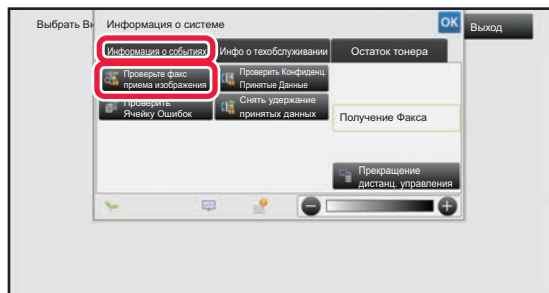 Выбрать Вн
Информация о системе
OK
Выход
Информация о событиях
Инфо о техобслуживании
Остаток тонера
Проверьте факс
приема изображения
Проверить Конфиденц.
Принятые Данные
Проверить
Ячейку Ошибок
Снять удержание
принятых данных
Получение Факса
Прекращение
дистанц. управления